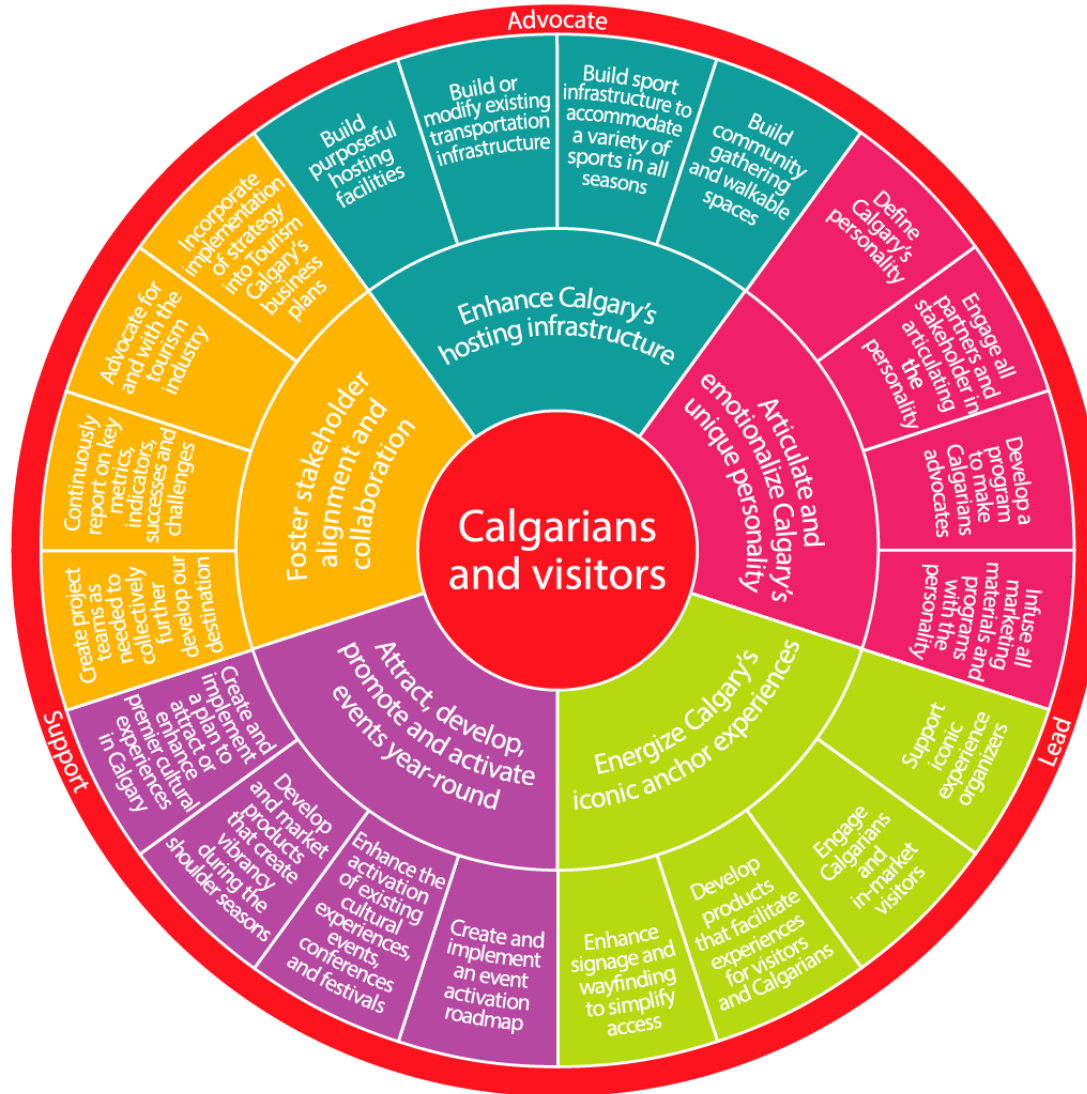 Advocate
Build
purposeful
hosting
facilities
Build or
modify existing
transportation
infrastructure
Build sport
infrastructure to
accommodate
a variety of
sports in all
seasons
Build
community
gathering
and walkable
spaces
Enhance Calgary's
hosting infrastructure
Define
Calgary's
personality
Engage all
partners and
stakeholder in
articulating
the
personality
Develop a
program
to make
Calgarians
advocates
Infuse all
marketing
materials and
programs
with the
personality
Articulate and
emotionalize Calgary's
unique personality
Lead
Support
iconic
experience
organizers
Engage
Calgarians
and
in-market
visitors
Develop
products
that facilitate
experiences
for visitors
and Calgarians
Enhance
signage and
wayfinding
to simplify
access
Energize Calgary's
iconic anchor experiences
Create and
implement
an event
activation
roadmap
Enhance the
activation
of existing
cultural
experiences,
events,
conferences
and festivals
Develop
and market
products
that create
vibrancy
during the
shoulder seasons
Create and
implement
a plan to
attract or
enhance
premier cultural
experiences
in Calgary
Attract, develop,
promote and activate
events year-round
Support
Create project
teams as
needed to
collectively
further
develop our
destination
Continuously
report on key
metrics,
indicators,
successes and
challenges
Advocate for
and with the
tourism
industry
Incorporate
implementation
of strategy
into Tourism
Calgary's
business
plans
Foster stakeholder
alignment and
collaboration
Calgarians
and visitors